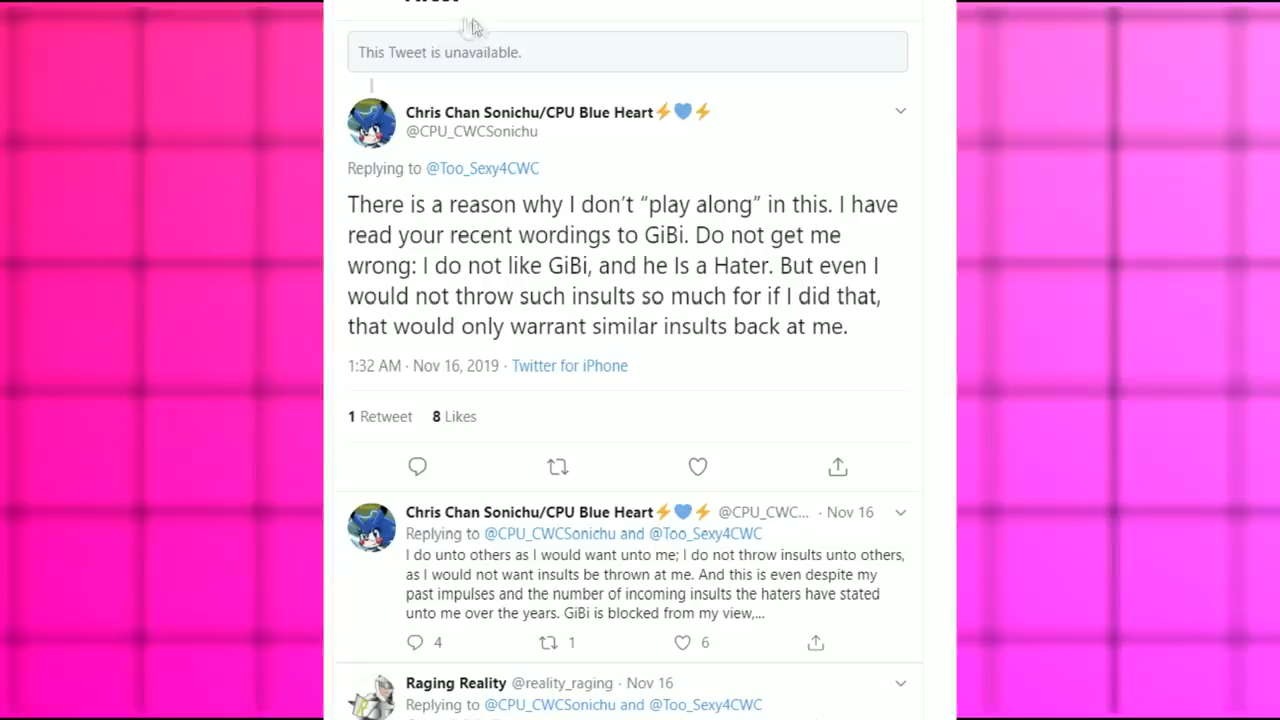 This Tweet is unavailable.
Chris Chan Sonichu/CPU Blue Heart⚡💙⚡
@CPU_CWCSonichu
Replying to @Too_Sexy4CWC
There is a reason why I don’t “play along” in this. I have
read your recent wordings to GiBi. Do not get me
wrong: I do not like GiBi, and he Is a Hater. But even I
would not throw such insults so much for if I did that,
that would only warrant similar insults back at me.
1:32 AM · Nov 16, 2019 · Twitter for iPhone
1 Retweet 8 Likes
Chris Chan Sonichu/CPU Blue Heart⚡💙⚡ @CPU_CWC... · Nov 16
Replying to @CPU_CWCSonichu and @Too_Sexy4CWC
I do unto others as I would want unto me; I do not throw insults unto others,
as I would not want insults be thrown at me. And this is even despite my
past impulses and the number of incoming insults the haters have stated
unto me over the years. GiBi is blocked from my view,...
4 1 6
Raging Reality @reality_raging · Nov 16
Replying to @CPU_CWCSonichu and @Too_Sexy4CWC